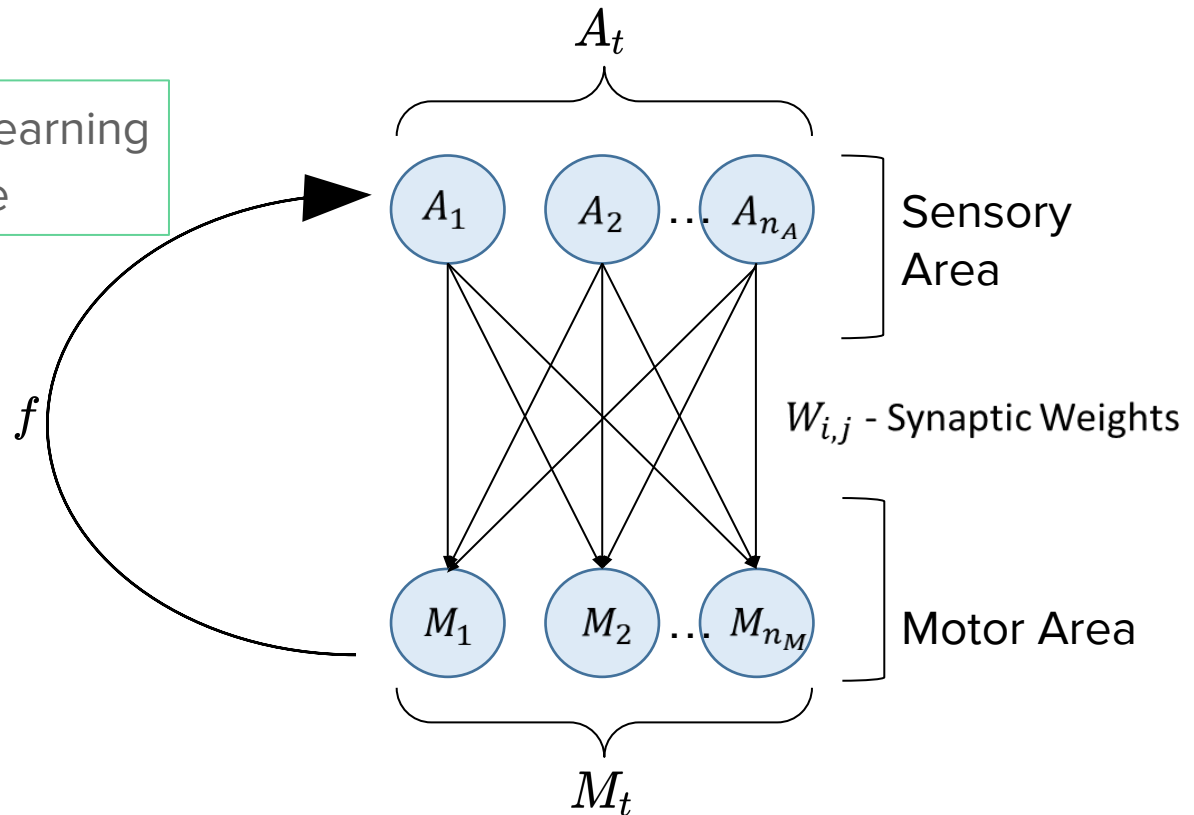 A_t
earning
e
A_1 A_2 ... A_{n_A}
Sensory
Area
f
W_{i,j} - Synaptic Weights
M_1 M_2 ... M_{n_M}
Motor Area
M_t